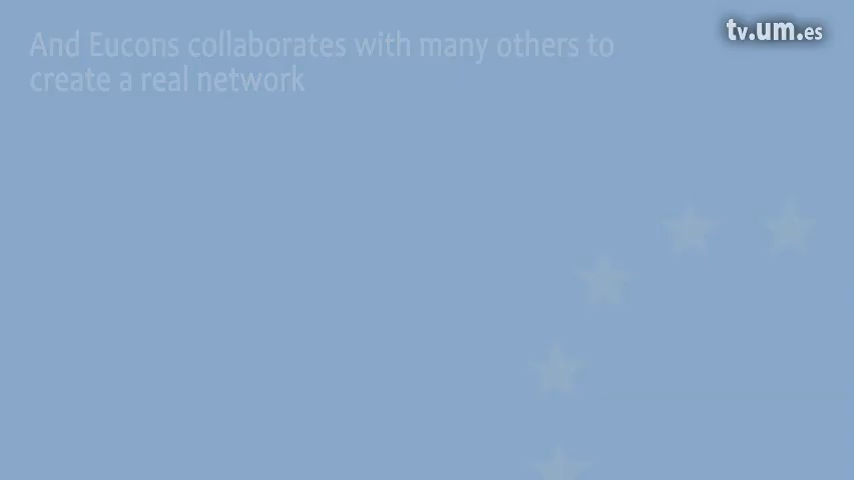 And Eucons collaborates with many others to
create a real network
tv.um.es